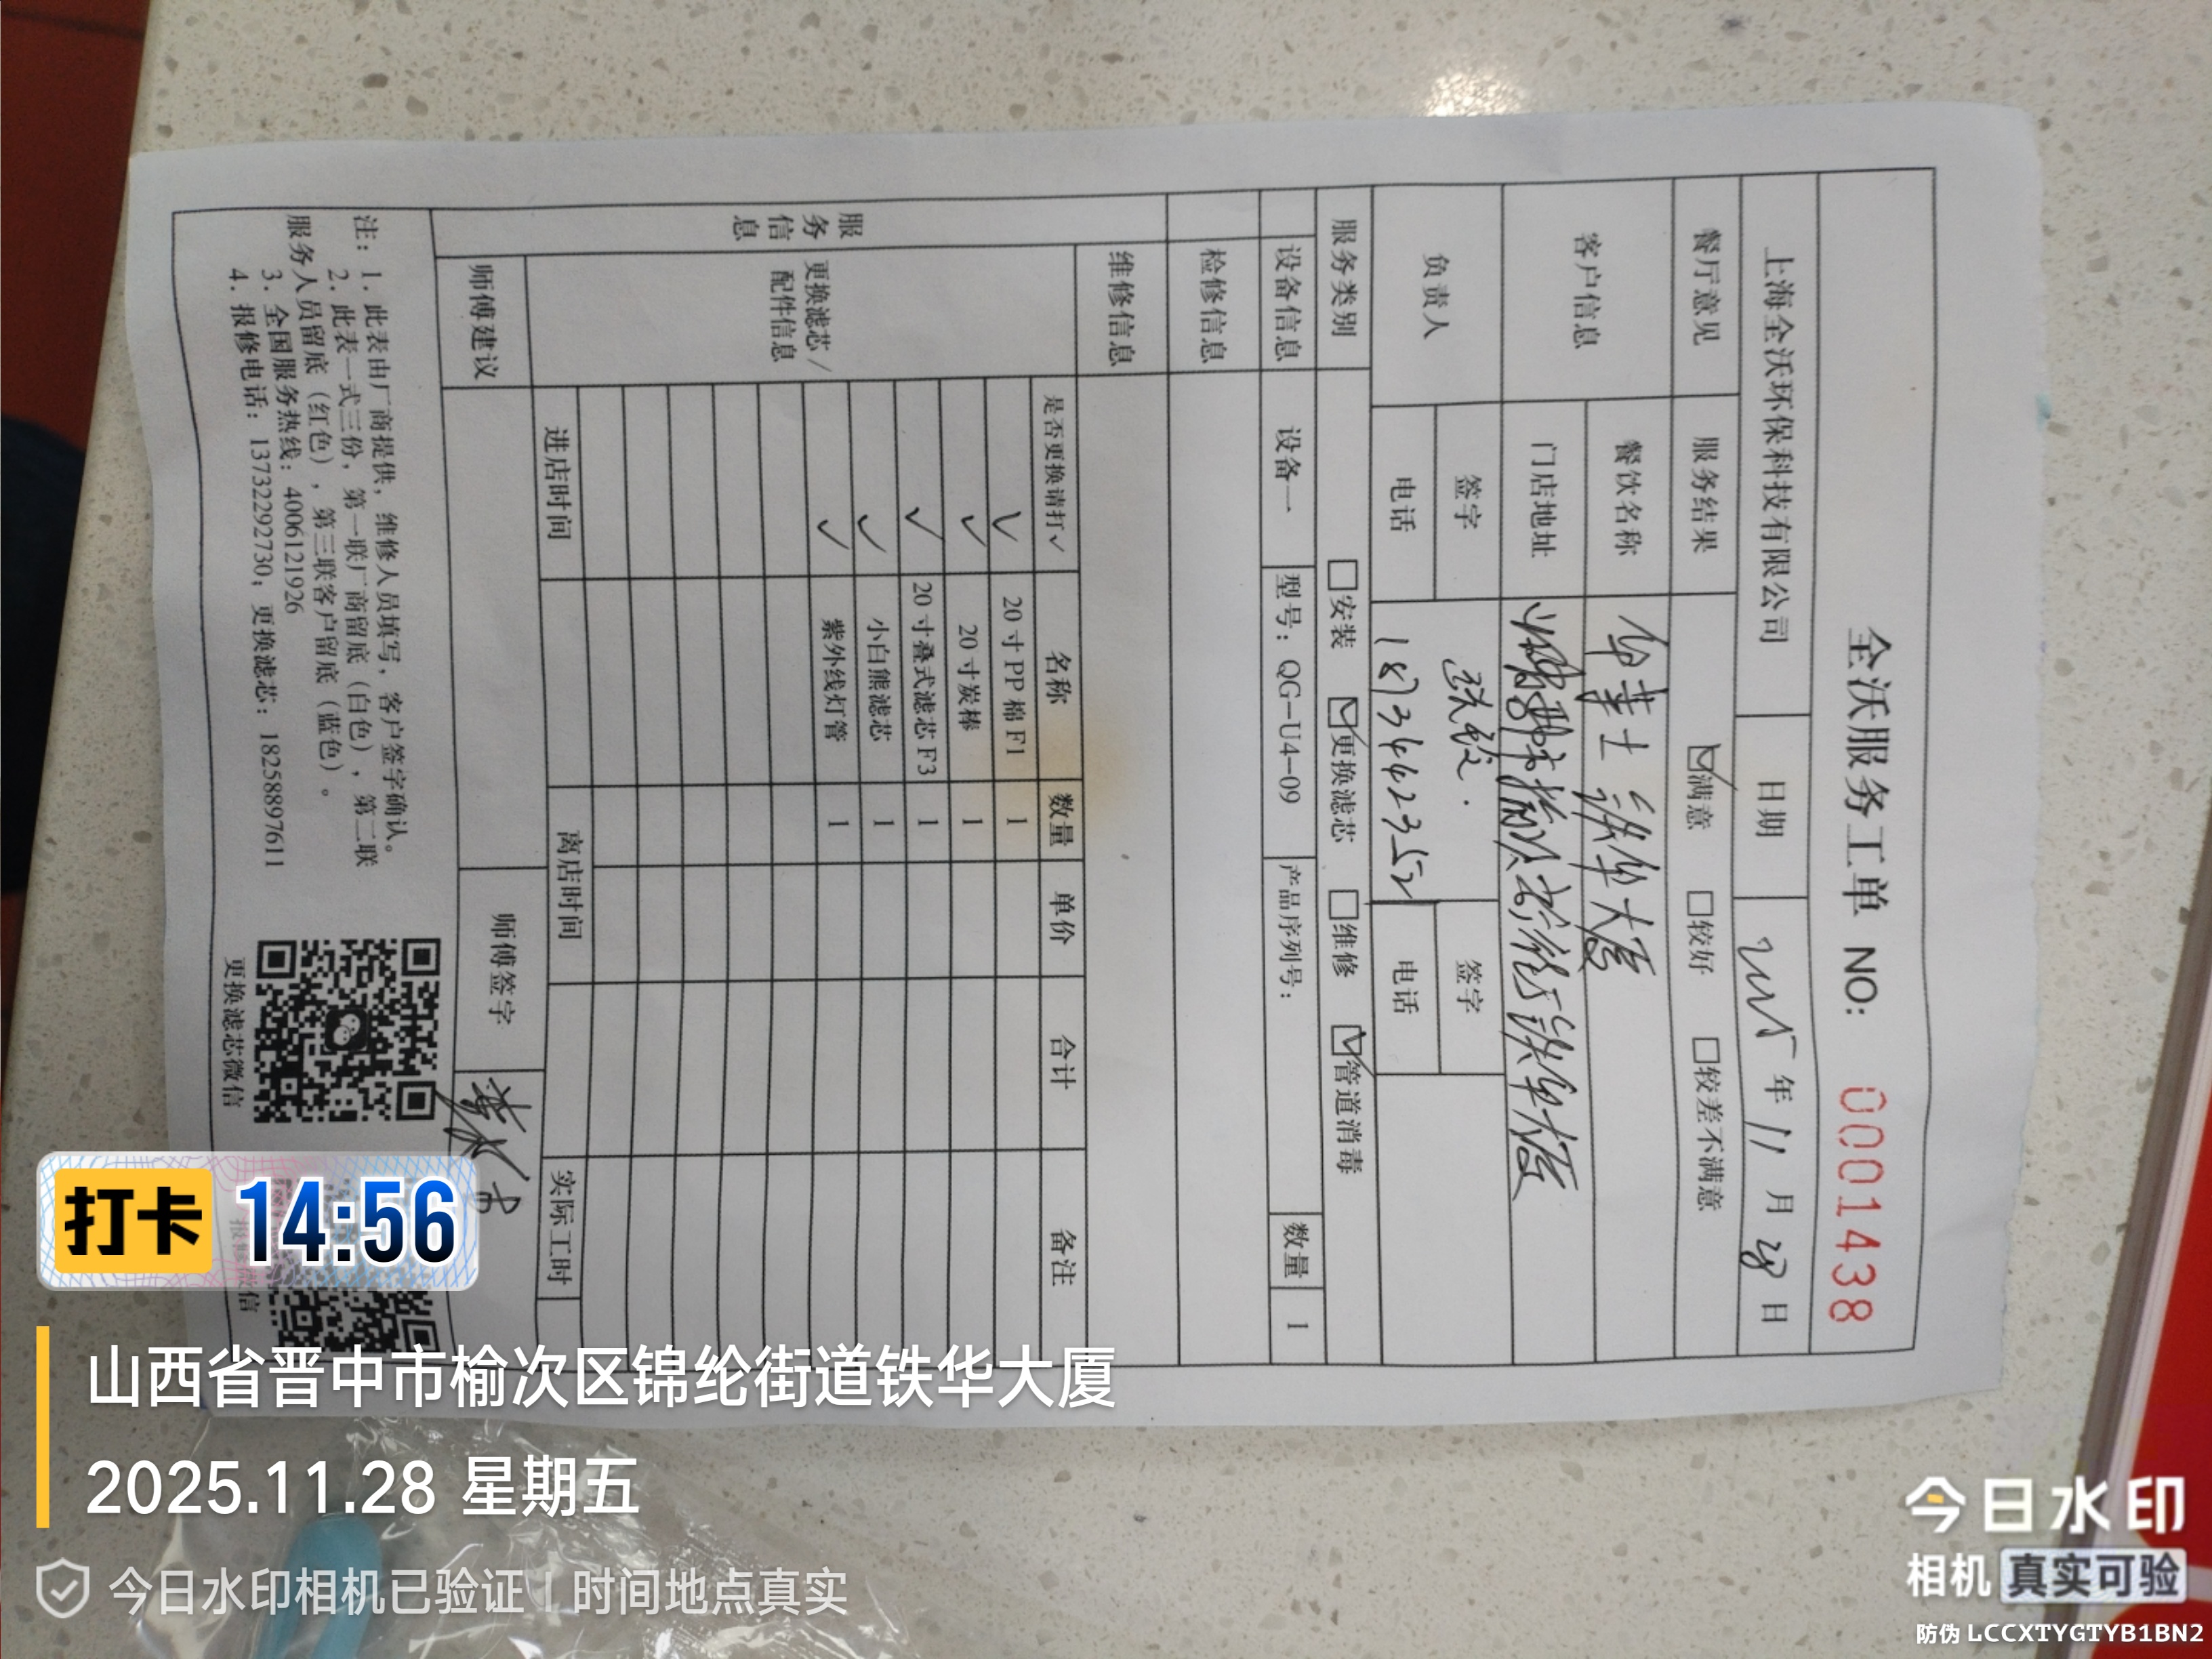 全沃服务工单 NO: 0001438
上海全沃环保科技有限公司 日期 2025年11月28日
餐厅意见 服务结果 ☑满意 □较好 □较差不满意
客户信息 餐饮名称 华莱士 铁华大厦
门店地址 榆次 铁华大厦
负责人 签字 签字
电话 18734423552 电话
服务类别 □安装 ☑更换滤芯 □维修 ☑管道消毒
设备信息 设备一 型号：QG-U4-09 产品序列号： 数量 1
检修信息
维修信息
服务信息
更换滤芯/配件信息
是否更换请打✓ 名称 数量 单价 合计 备注
✓ 20寸PP棉F1 1
✓ 20寸炭棒 1
✓ 20寸叠式滤芯F3 1
✓ 小白熊滤芯 1
✓ 紫外线灯管 1
进店时间 离店时间 实际工时
师傅建议 师傅签字
注：1. 此表由厂商提供，维修人员填写，客户签字确认。
2. 此表一式三份，第一联厂商留底（白色），第二联
服务人员留底（红色），第三联客户留底（蓝色）。
3. 全国服务热线：4006121926
4. 报修电话：13732292730；更换滤芯：18258897611
更换滤芯微信
报修微信
打卡 14:56
山西省晋中市榆次区锦纶街道铁华大厦
2025.11.28 星期五
今日水印相机已验证 | 时间地点真实
今日水印
相机 真实可验
防伪 LCCXTYGTYB1BN2